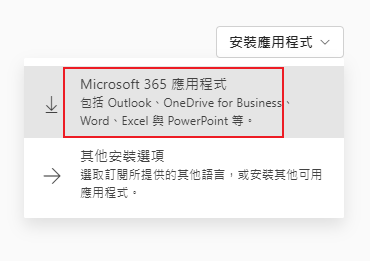 安裝應用程式
Microsoft 365 應用程式
包括 Outlook、OneDrive for Business、
Word、Excel 與 PowerPoint 等。
其他安裝選項
選取訂閱所提供的其他語言，或安裝其他可用
應用程式。